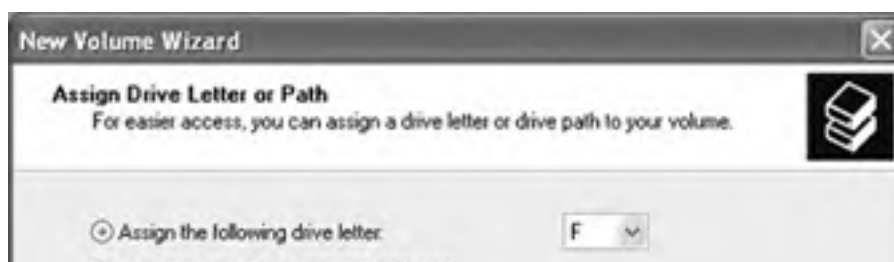 New Volume Wizard
Assign Drive Letter or Path
For easier access, you can assign a drive letter or drive path to your volume.
Assign the following drive letter: F